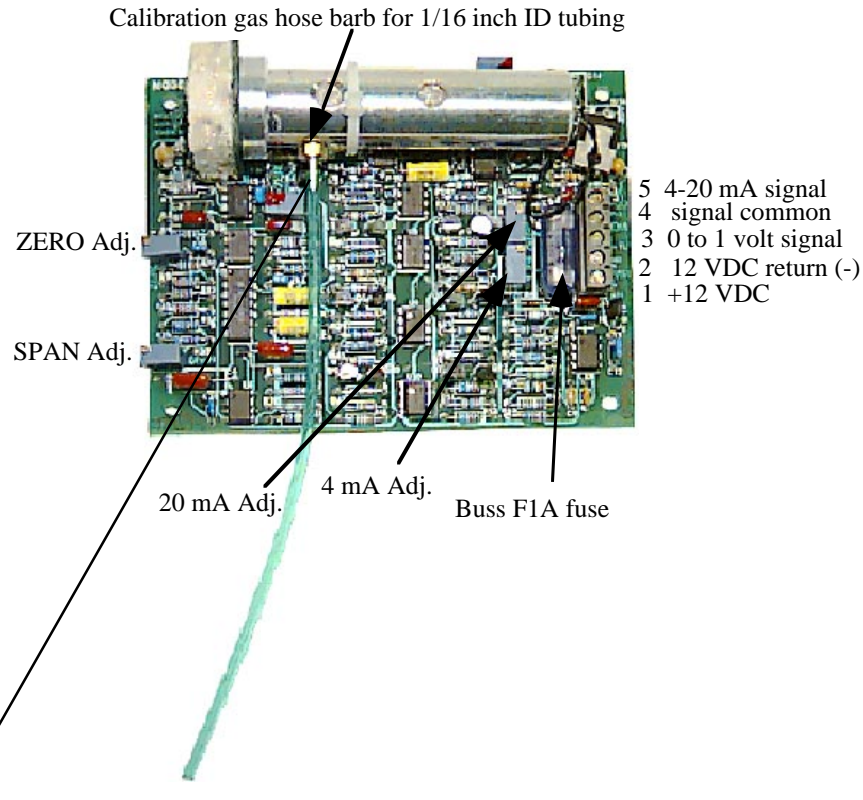 Calibration gas hose barb for 1/16 inch ID tubing
5 4-20 mA signal
4 signal common
ZERO Adj.
3 0 to 1 volt signal
2 12 VDC return (-)
1 +12 VDC
SPAN Adj.
20 mA Adj.
4 mA Adj.
Buss F1A fuse